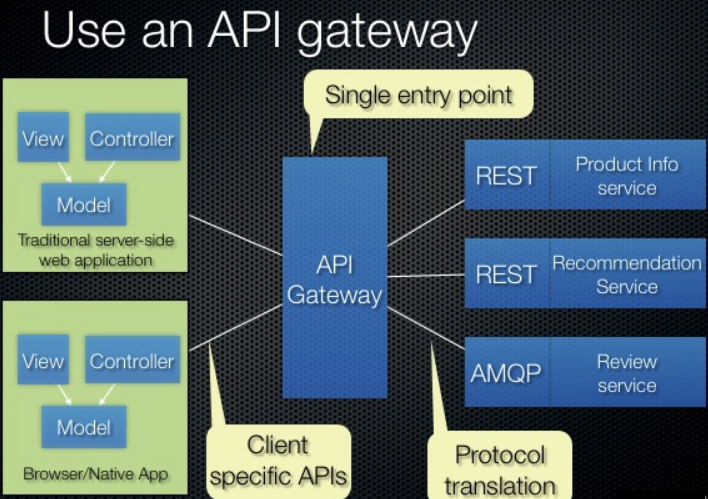 Use an API gateway
Single entry point
View
Controller
Model
Traditional server-side
web application
View
Controller
Model
Browser/Native App
API
Gateway
Client
specific APIs
Protocol
translation
REST
Product Info
service
REST
Recommendation
Service
AMQP
Review
service